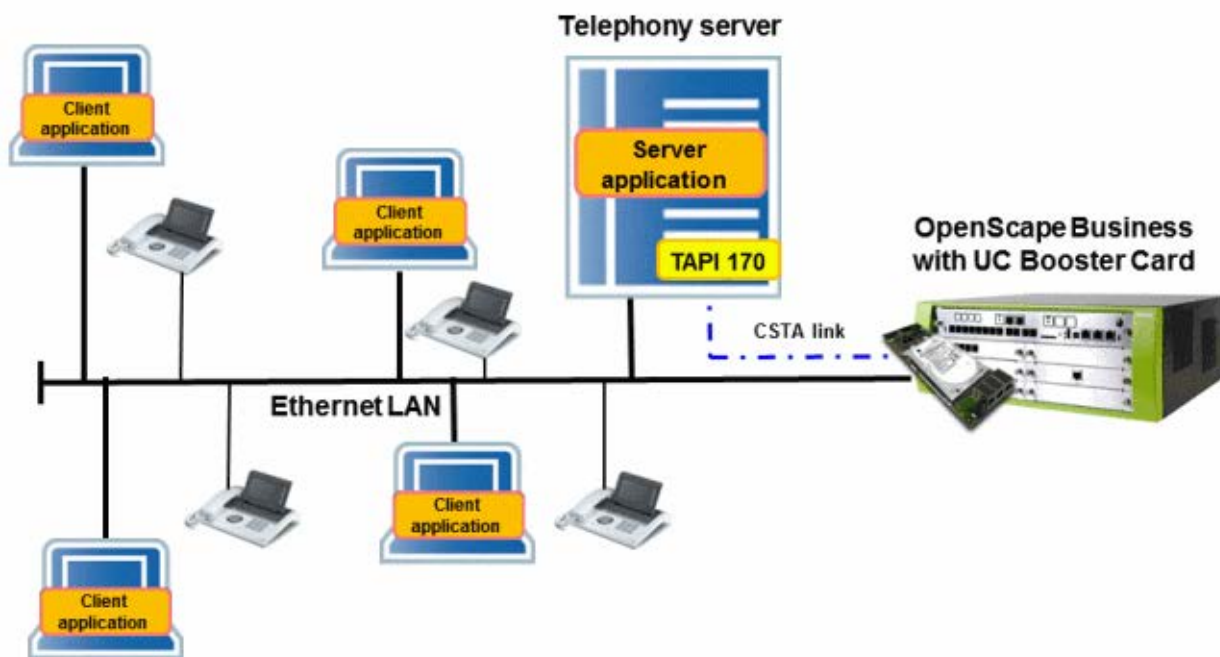 Telephony server
Client
application
Server
application
Client
application
TAPI 170
OpenScape Business
with UC Booster Card
CSTA link
Ethernet LAN
Client
application
Client
application